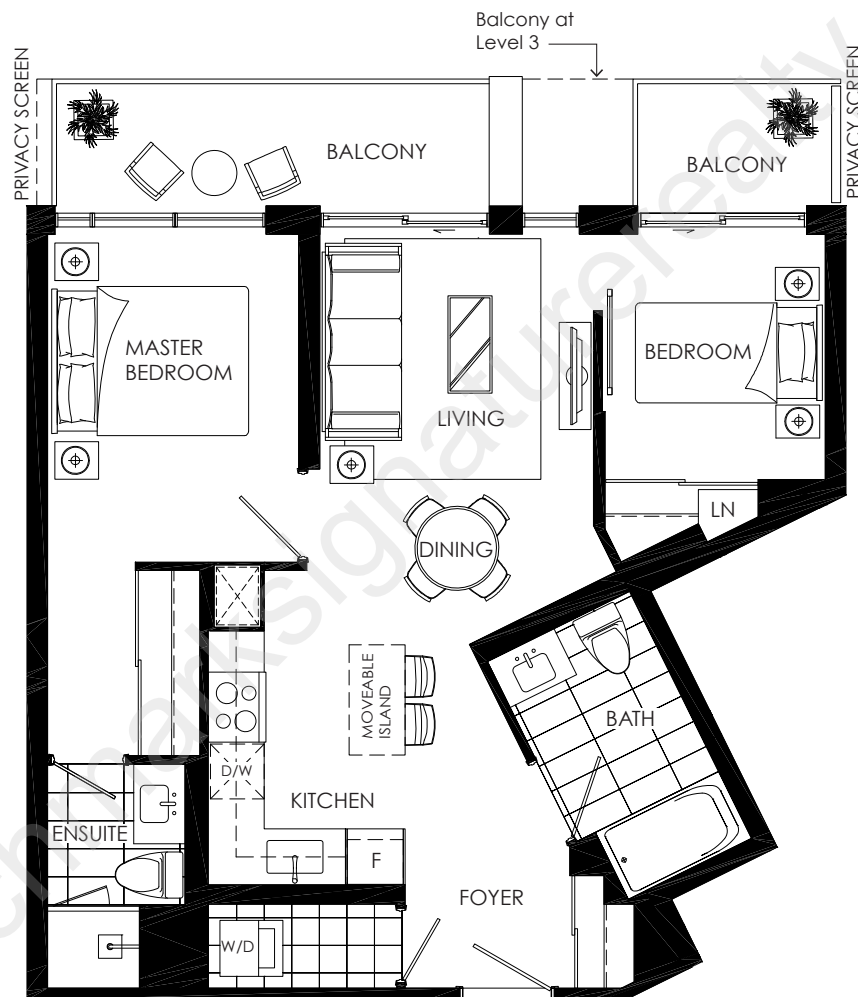 Balcony at
Level 3
PRIVACY SCREEN
PRIVACY SCREEN
BALCONY
BALCONY
MASTER
BEDROOM
BEDROOM
LIVING
LN
DINING
MOVEABLE
ISLAND
BATH
D/W
KITCHEN
ENSUITE
F
FOYER
W/D
chmarksignaturerealty